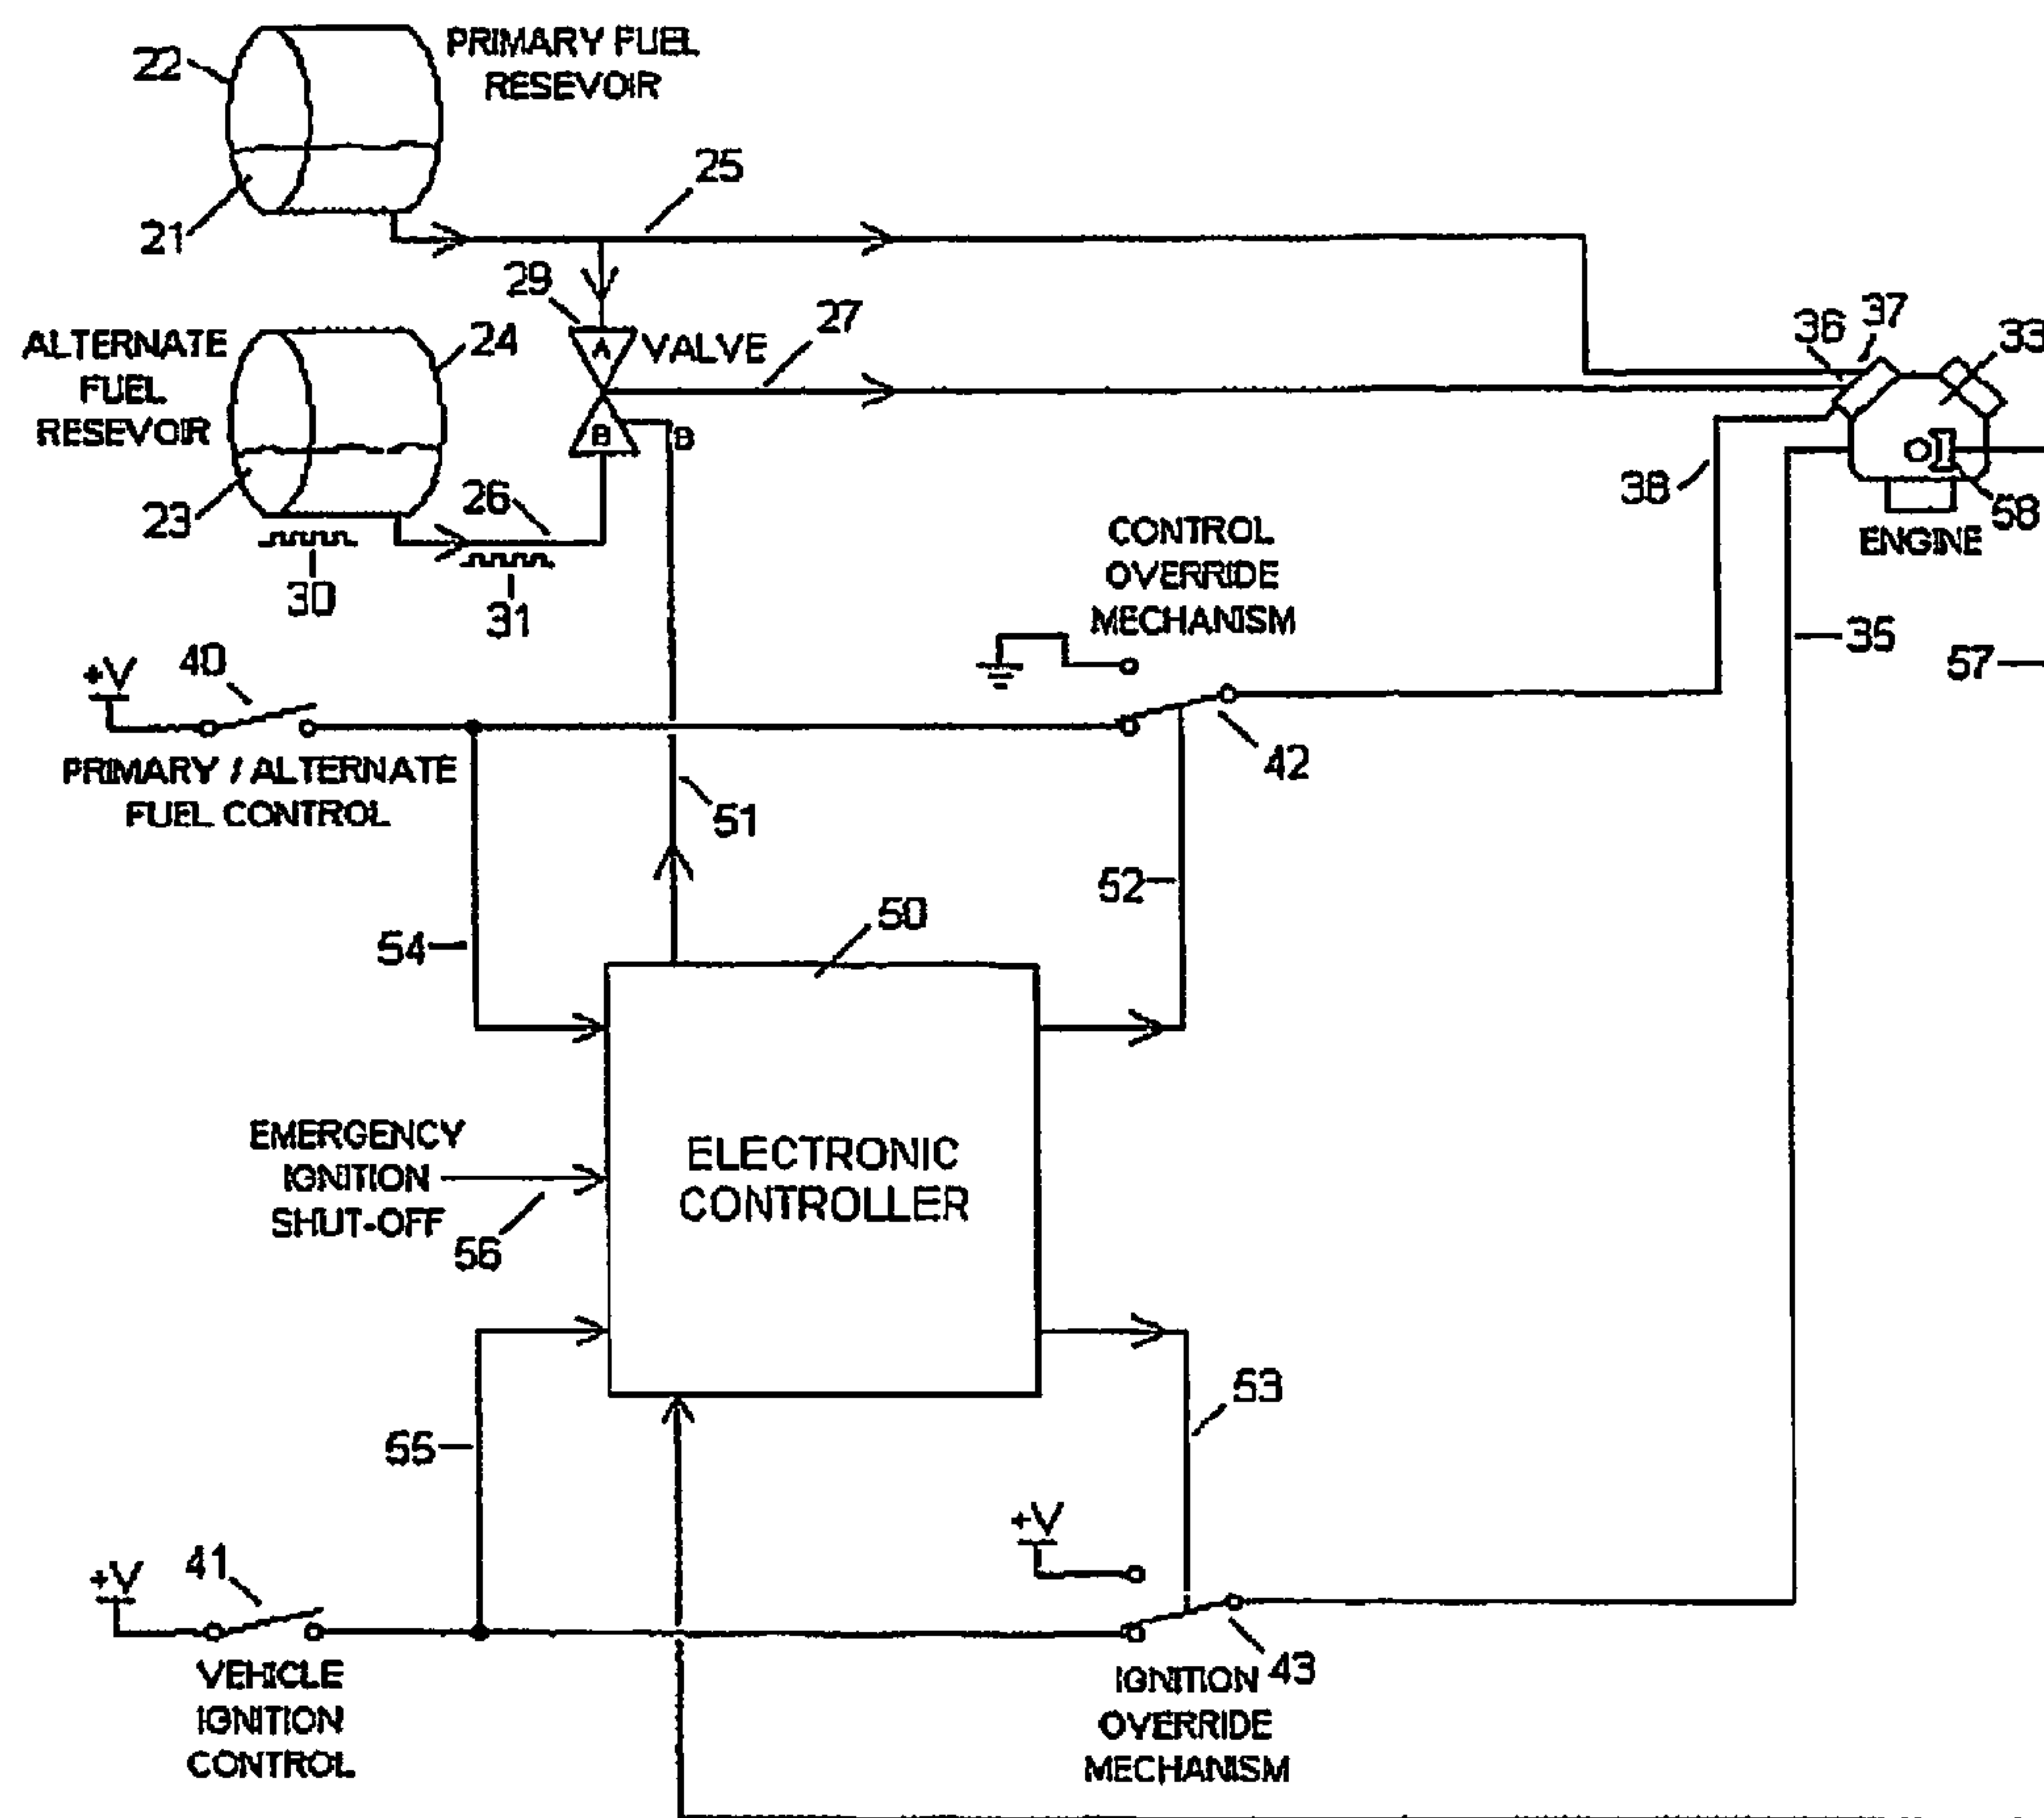 22
PRIMARY FUEL
RESEVOIR
25
21
29
27
36 37
33
ALTERNATE
FUEL
RESEVOIR
24
A
VALVE
B
B
38
23
26
58
ENGINE
CONTROL
OVERRIDE
MECHANISM
30
31
35
57
+V
40
42
PRIMARY / ALTERNATE
FUEL CONTROL
51
52
54
50
EMERGENCY
IGNITION
SHUT-OFF
56
ELECTRONIC
CONTROLLER
53
55
+V
+V
41
VEHICLE
IGNITION
CONTROL
43
IGNITION
OVERRIDE
MECHANISM